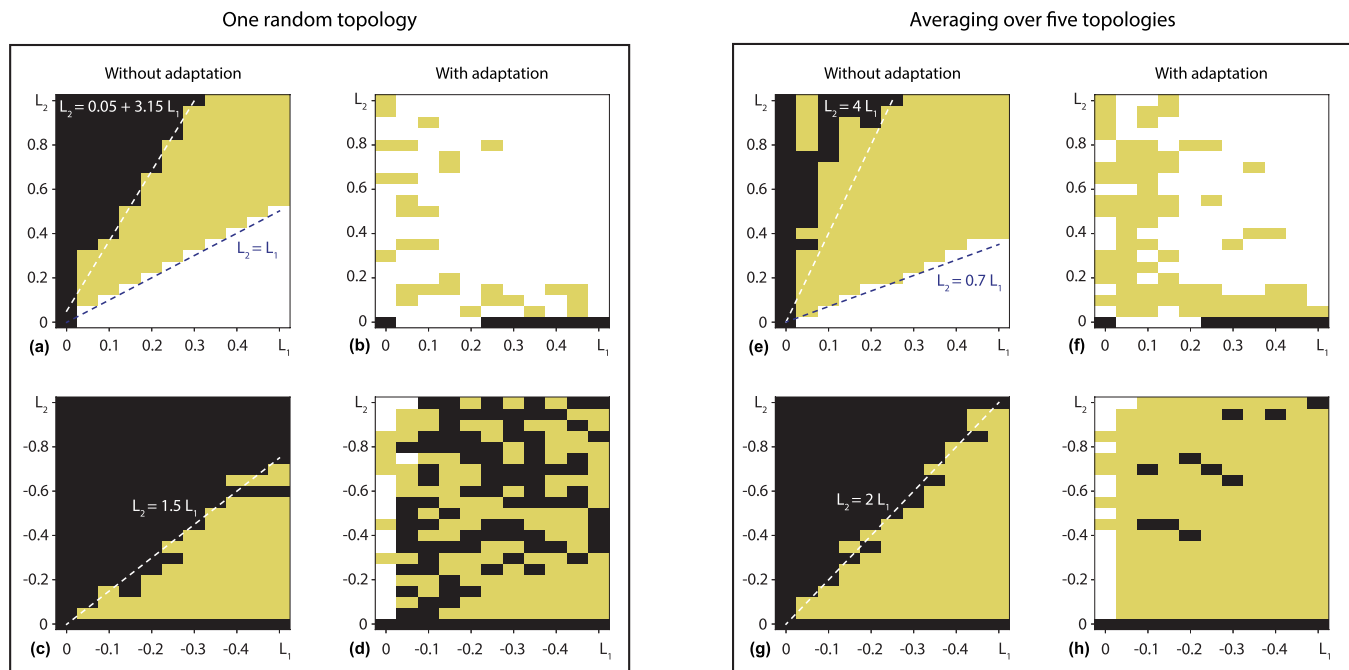 One random topology
Averaging over five topologies
Without adaptation
With adaptation
Without adaptation
With adaptation
L₂
L₂ = 0.05 + 3.15 L₁
0.8
0.6
0.4
0.2
0
L₂ = L₁
(a)
0
0.1
0.2
0.3
0.4
L₁
L₂
0.8
0.6
0.4
0.2
0
(b)
0
0.1
0.2
0.3
0.4
L₁
L₂
L₂ = 4 L₁
0.8
0.6
0.4
0.2
0
L₂ = 0.7 L₁
(e)
0
0.1
0.2
0.3
0.4
L₁
L₂
0.8
0.6
0.4
0.2
0
(f)
0
0.1
0.2
0.3
0.4
L₁
L₂
-0.8
-0.6
L₂ = 1.5 L₁
-0.4
-0.2
0
(c)
0
-0.1
-0.2
-0.3
-0.4
L₁
L₂
-0.8
-0.6
-0.4
-0.2
0
(d)
0
-0.1
-0.2
-0.3
-0.4
L₁
L₂
-0.8
-0.6
L₂ = 2 L₁
-0.4
-0.2
0
(g)
0
-0.1
-0.2
-0.3
-0.4
L₁
L₂
-0.8
-0.6
-0.4
-0.2
0
(h)
0
-0.1
-0.2
-0.3
-0.4
L₁